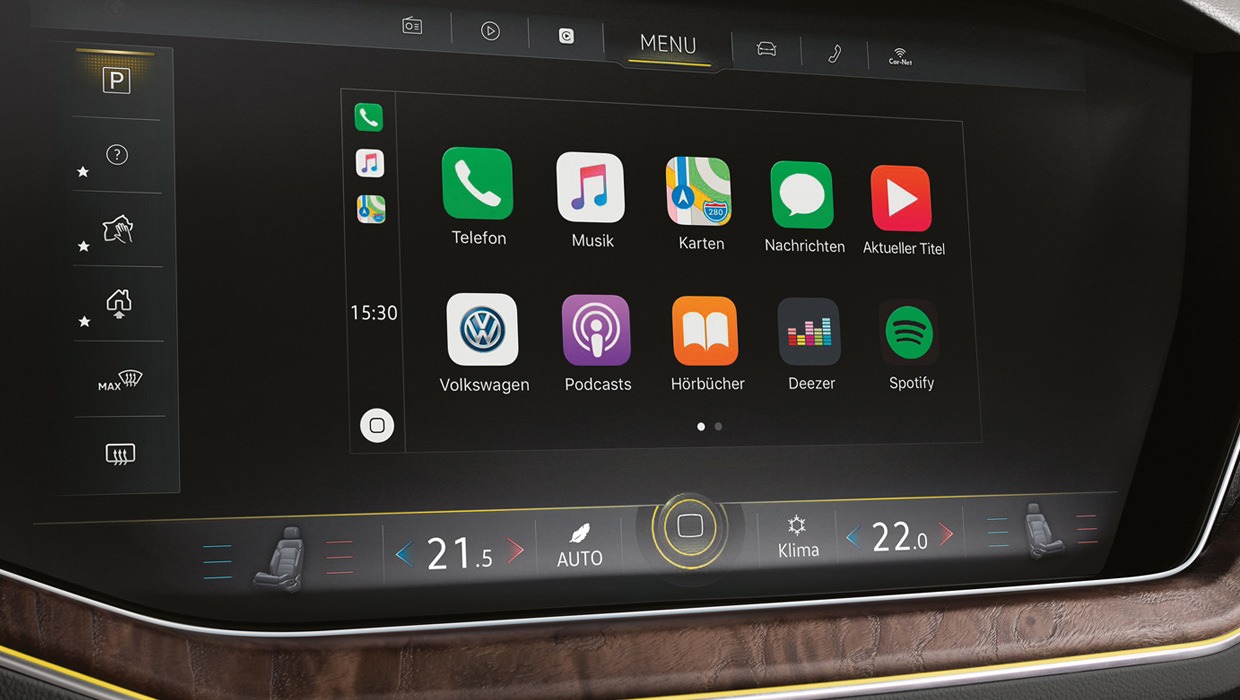 MENU
Car-Net
P
?
MAX
15:30
Telefon
Musik
Karten
280
Nachrichten
Aktueller Titel
Volkswagen
Podcasts
Hörbücher
Deezer
Spotify
21.5
AUTO
Klima
22.0